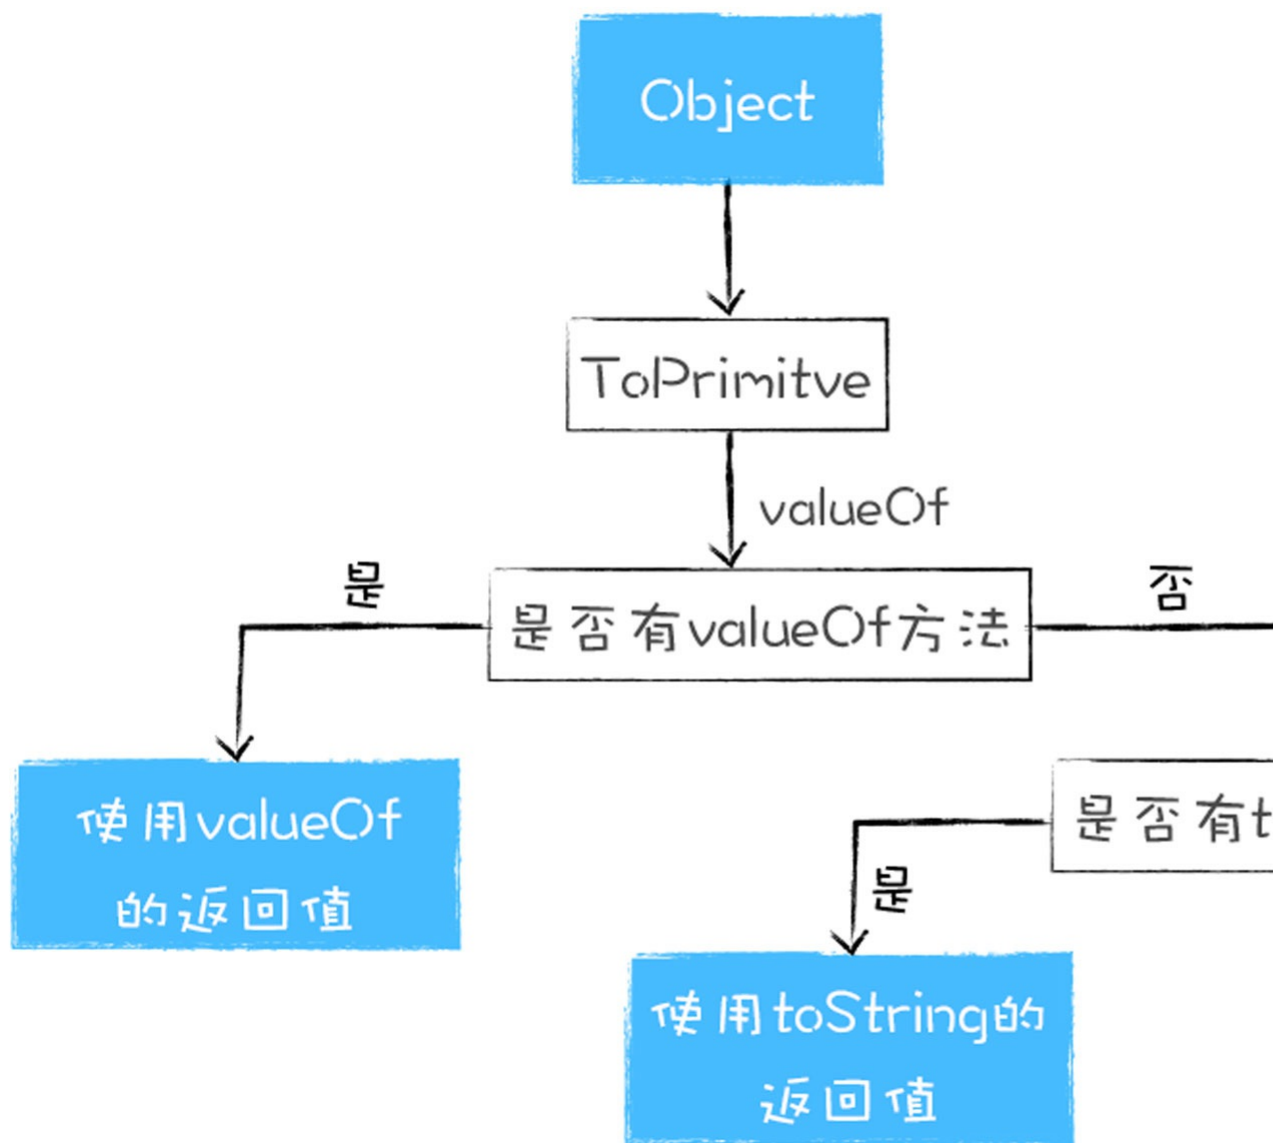 Object
ToPrimitve
valueOf
是
是否有valueOf方法
否
使用valueOf
的返回值
是否有t
是
使用toString的
返回值